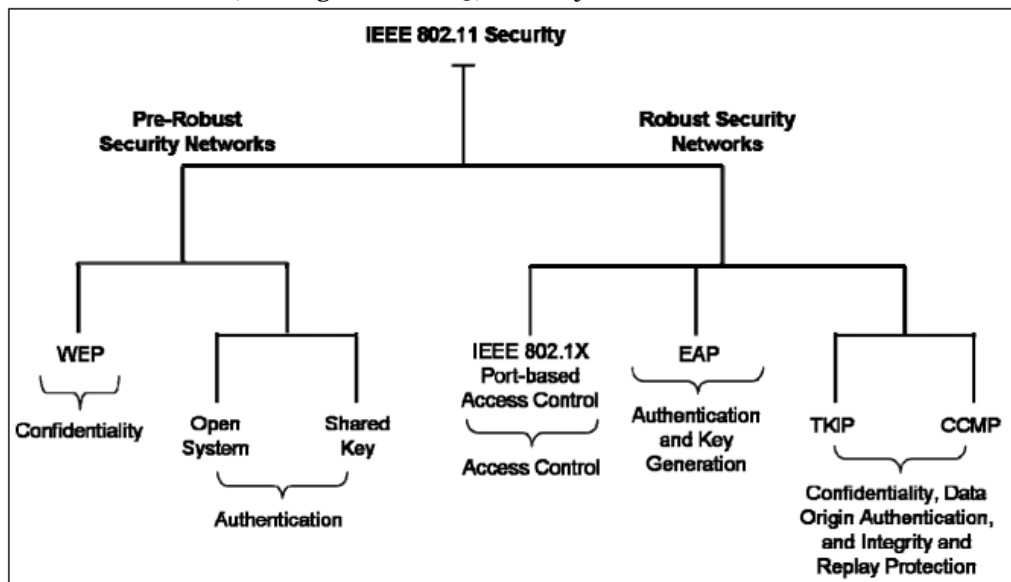 IEEE 802.11 Security
Pre-Robust
Security Networks
Robust Security
Networks
WEP
Confidentiality
Open
System
Shared
Key
Authentication
IEEE 802.1X
Port-based
Access Control
Access Control
EAP
Authentication
and Key
Generation
TKIP
CCMP
Confidentiality, Data
Origin Authentication,
and Integrity and
Replay Protection